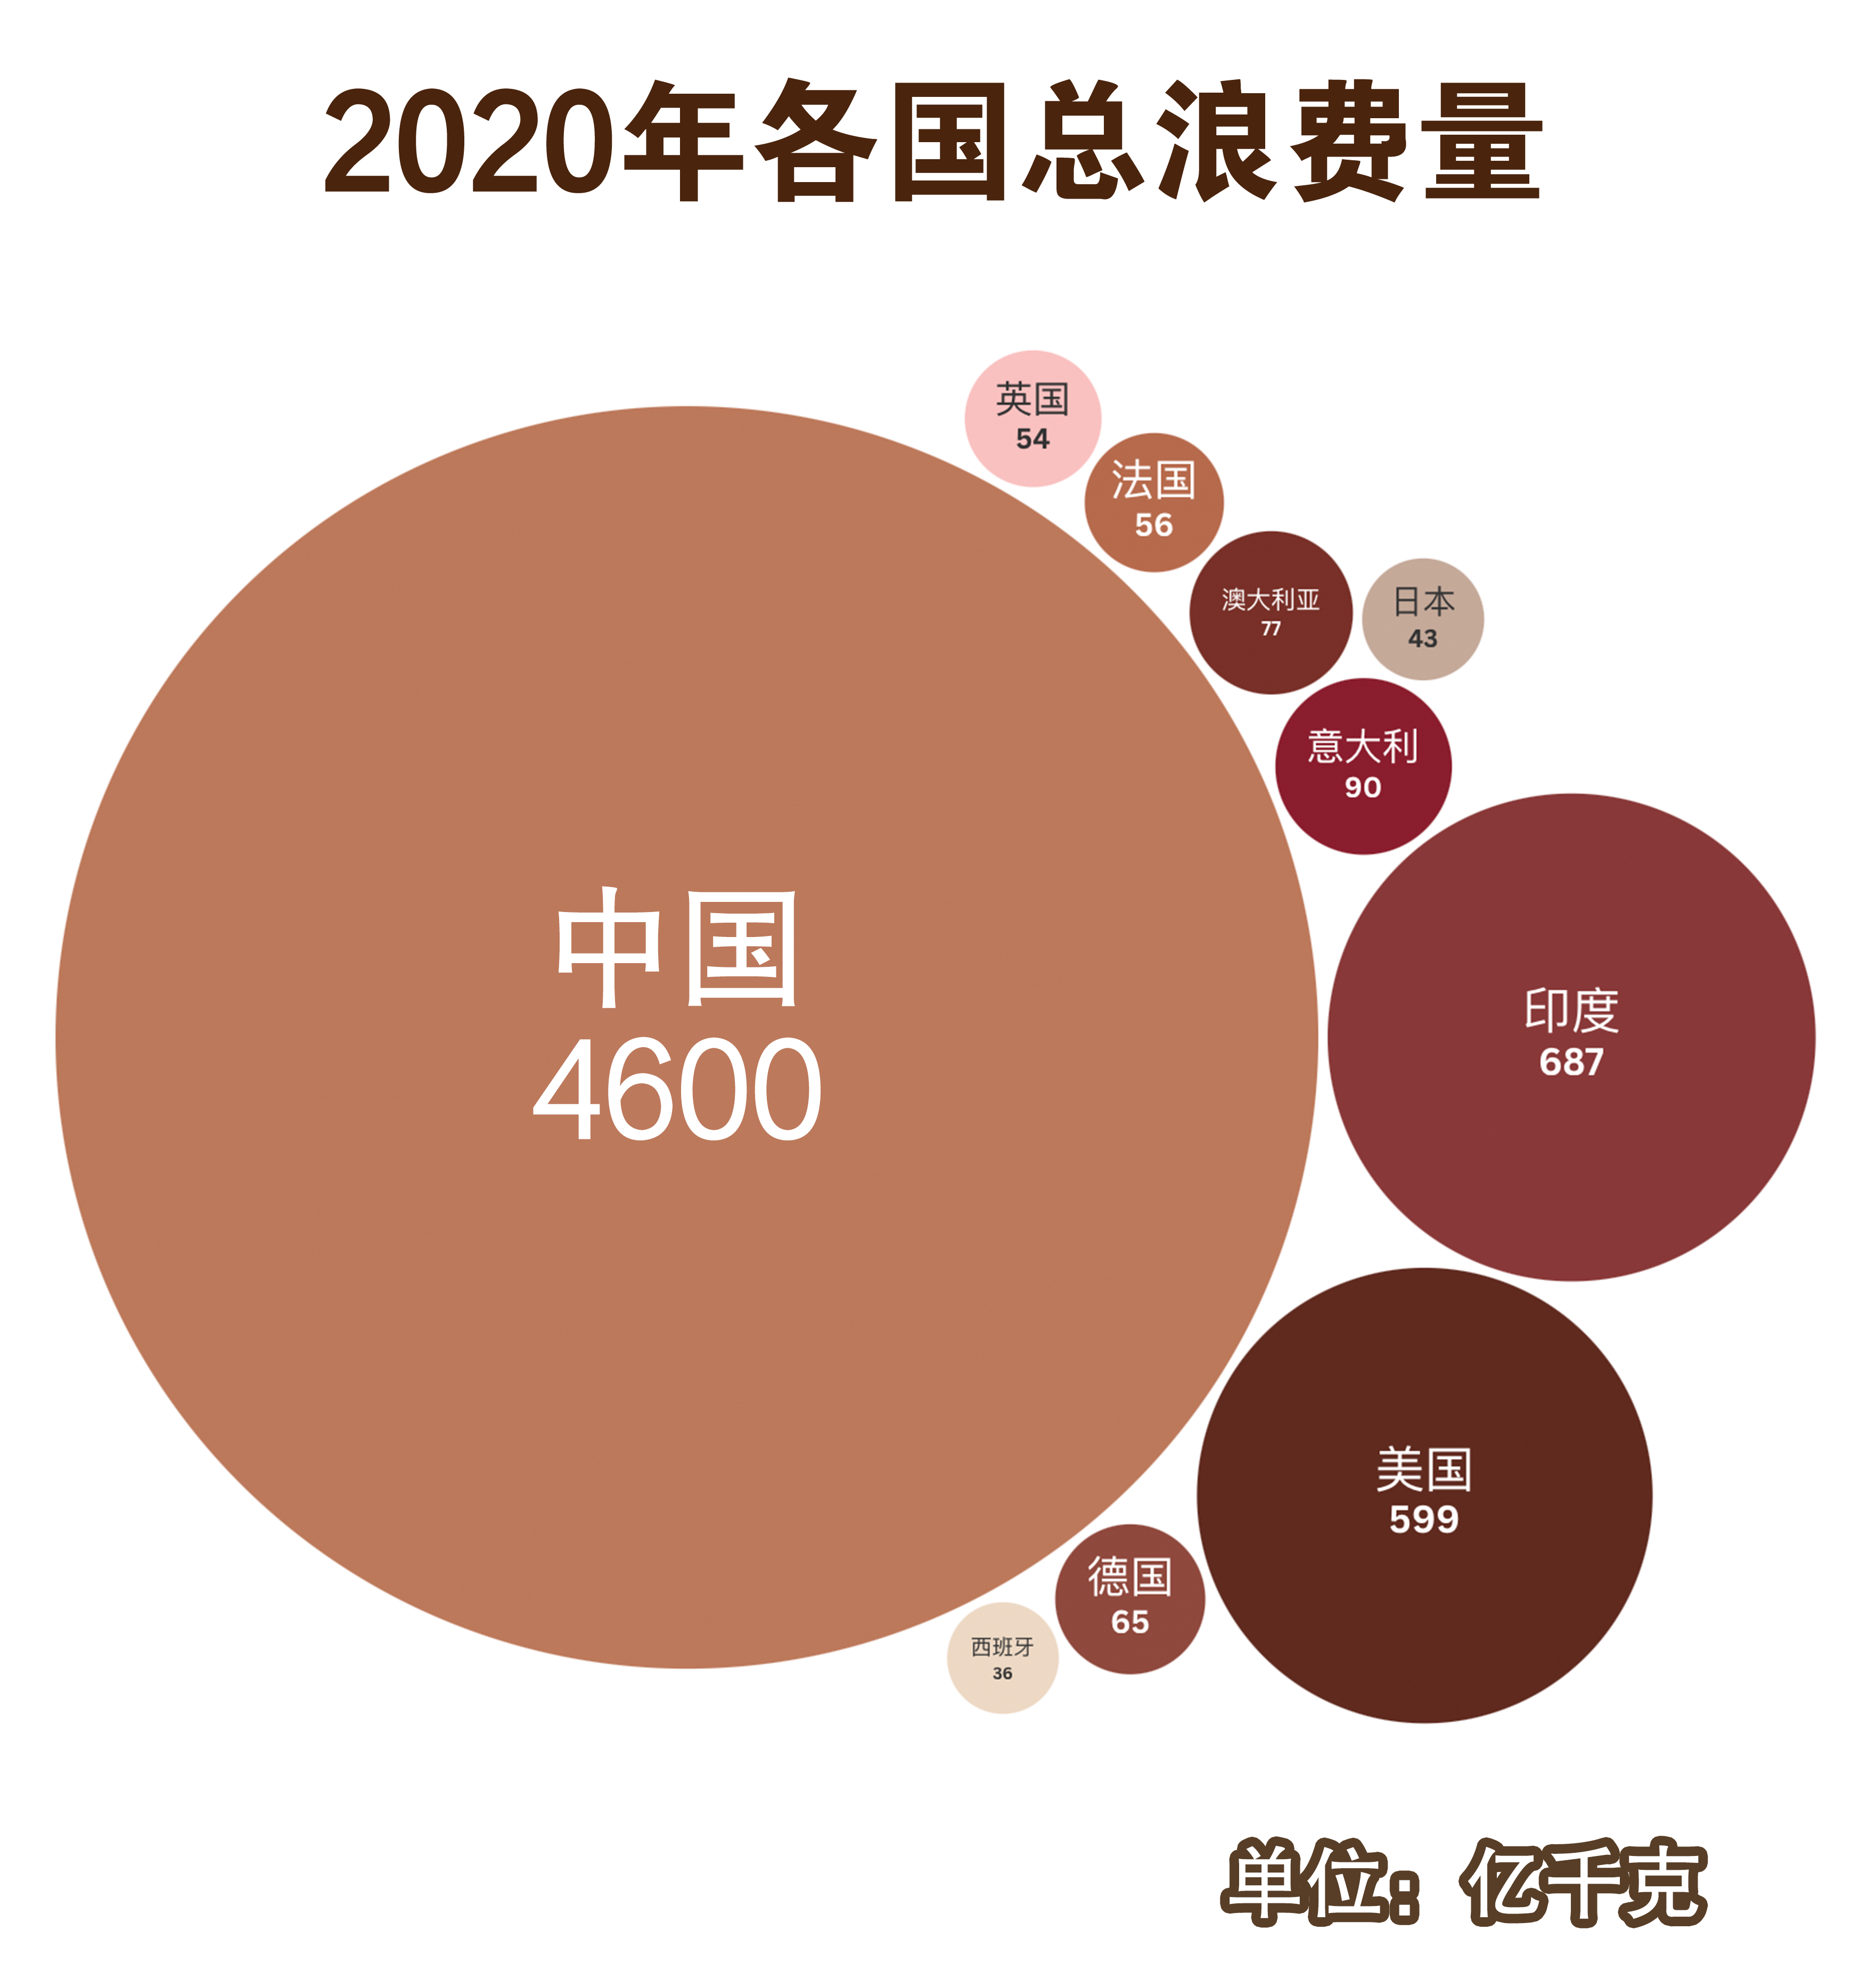 2020年各国总浪费量
英国
54
法国
56
澳大利亚
77
日本
43
意大利
90
中国
4600
印度
687
美国
599
德国
65
西班牙
36
单位：亿千克